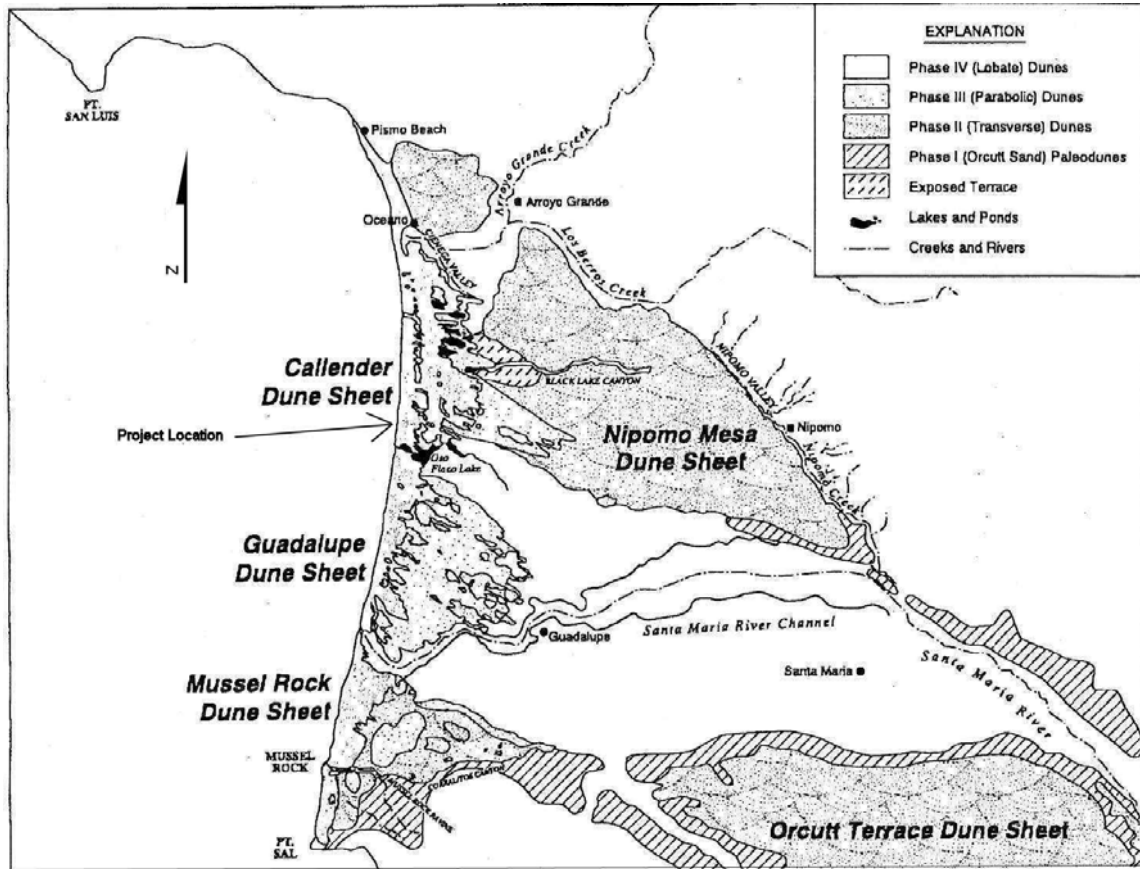 EXPLANATION
Phase IV (Lobate) Dunes
Phase III (Parabolic) Dunes
Phase II (Transverse) Dunes
Phase I (Orcutt Sand) Paleodunes
Exposed Terrace
Lakes and Ponds
Creeks and Rivers
PT.
SAN LUIS
Pismo Beach
N
Arroyo Grande Creek
Arroyo Grande
Oceano
CIENEGA VALLEY
Los Berros Creek
Callender
Dune Sheet
BLACK LAKE CANYON
NIPOMO VALLEY
Project Location
Nipomo Mesa
Dune Sheet
Nipomo
Nipomo Creek
Oso
Flaco Lake
Guadalupe
Dune Sheet
Guadalupe
Santa Maria River Channel
Santa Maria
Santa Maria River
Mussel Rock
Dune Sheet
MUSSEL
ROCK
CORRALITOS CANYON
PT.
SAL
Orcutt Terrace Dune Sheet